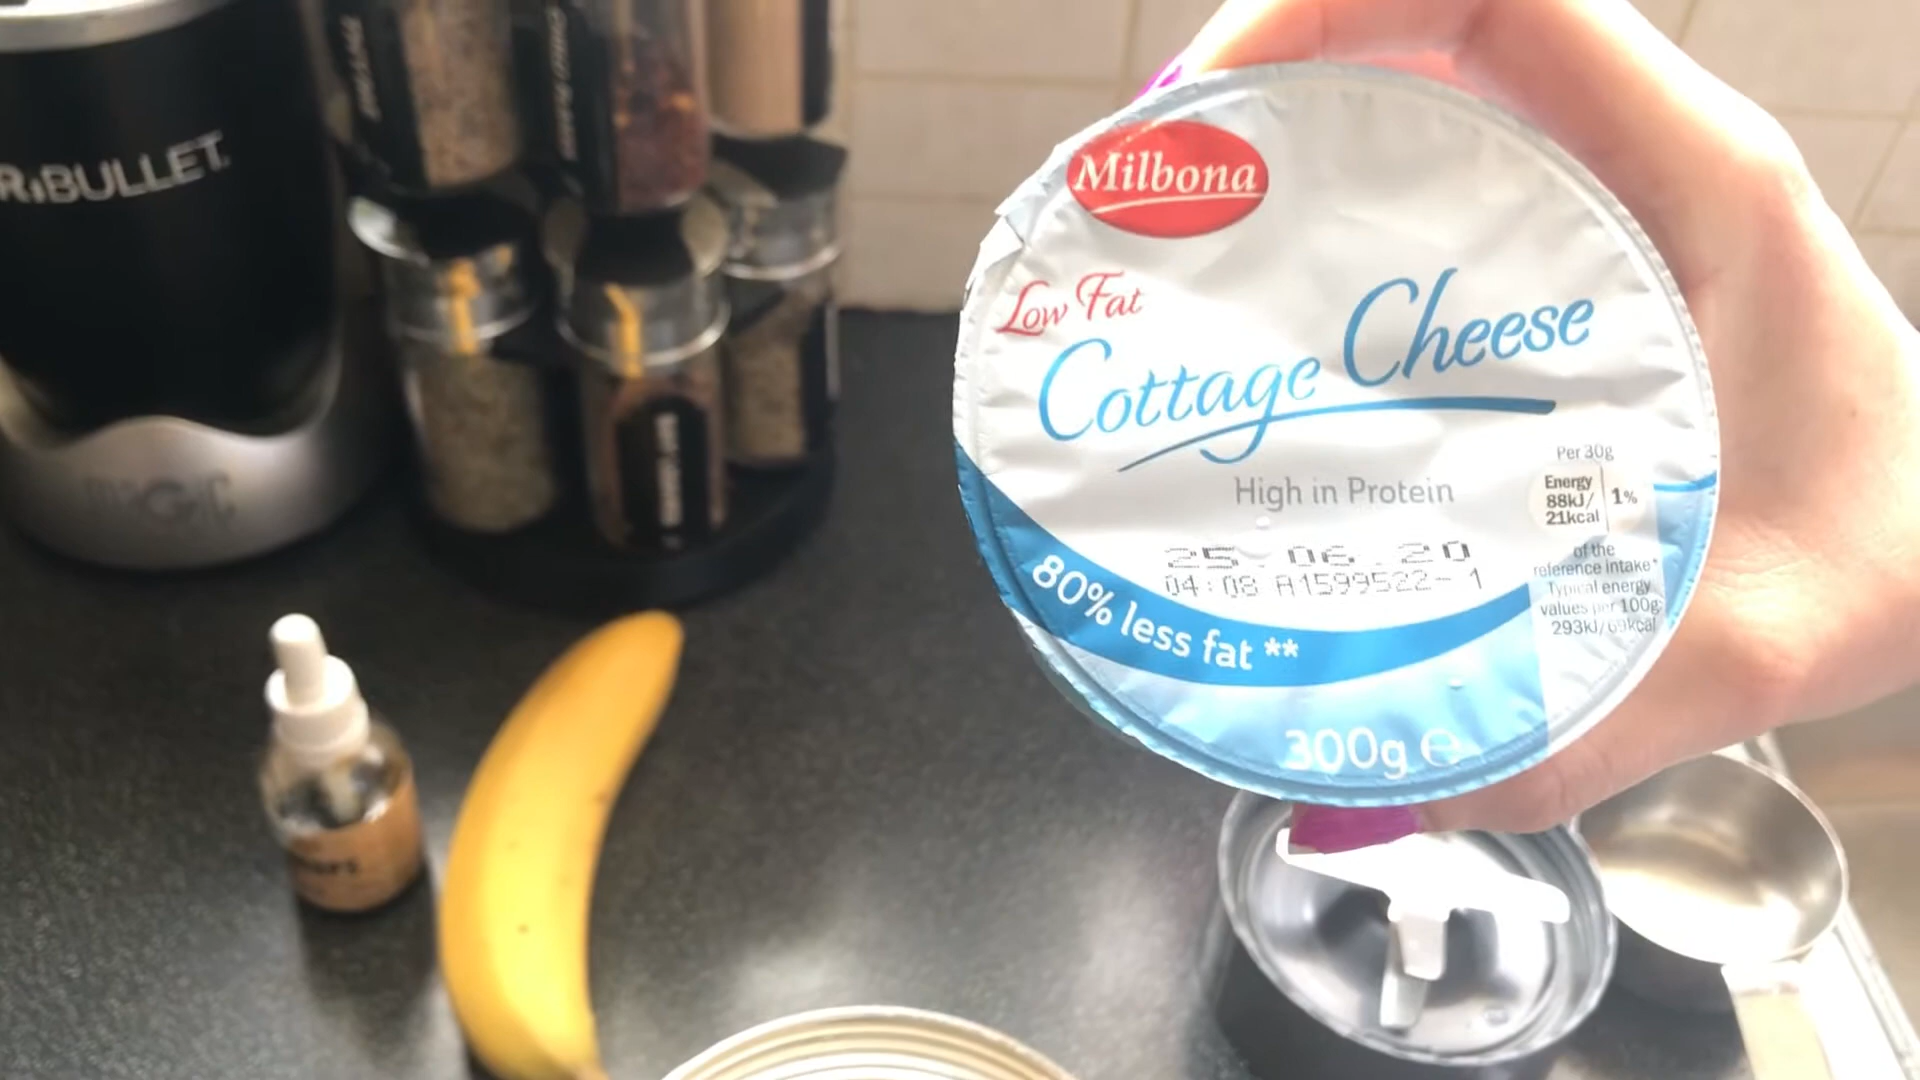 R.BULLET.
Milbona
Low Fat
Cottage Cheese
High in Protein
Per 30g
Energy
88kJ/
21kcal
1%
of the
reference intake*
Typical energy
values per 100g:
293kJ/69kcal
25.06.20
04:08 A1599522-1
80% less fat **
300g ℮